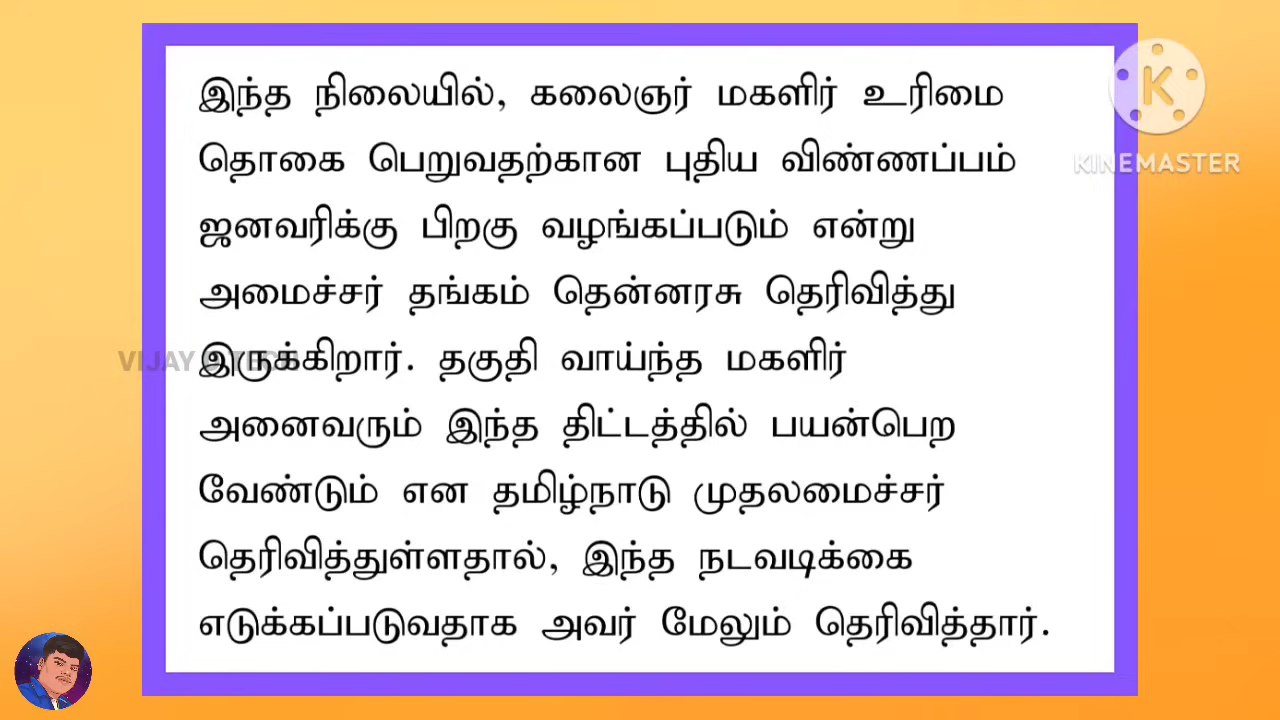 இந்த நிலையில், கலைஞர் மகளிர் உரிமை
தொகை பெறுவதற்கான புதிய விண்ணப்பம்
ஜனவரிக்கு பிறகு வழங்கப்படும் என்று
அமைச்சர் தங்கம் தென்னரசு தெரிவித்து
இருக்கிறார். தகுதி வாய்ந்த மகளிர்
அனைவரும் இந்த திட்டத்தில் பயன்பெற
வேண்டும் என தமிழ்நாடு முதலமைச்சர்
தெரிவித்துள்ளதால், இந்த நடவடிக்கை
எடுக்கப்படுவதாக அவர் மேலும் தெரிவித்தார்.
K
KINEMASTER
VIJAY